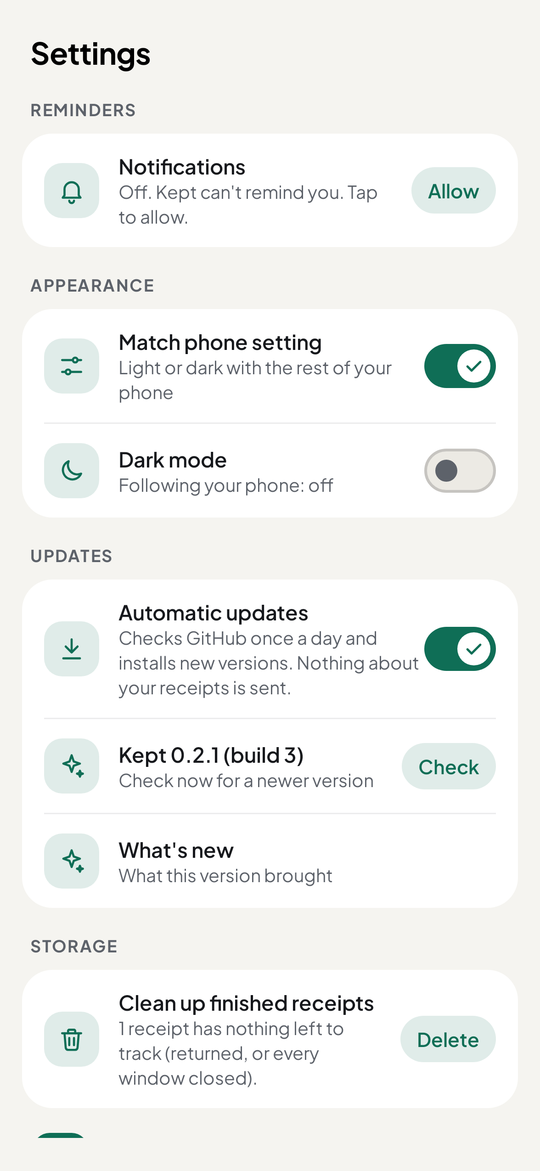 Settings
REMINDERS
Notifications
Off. Kept can't remind you. Tap
to allow.
Allow
APPEARANCE
Match phone setting
Light or dark with the rest of your
phone
Dark mode
Following your phone: off
UPDATES
Automatic updates
Checks GitHub once a day and
installs new versions. Nothing about
your receipts is sent.
Kept 0.2.1 (build 3)
Check now for a newer version
Check
What's new
What this version brought
STORAGE
Clean up finished receipts
1 receipt has nothing left to
track (returned, or every
window closed).
Delete